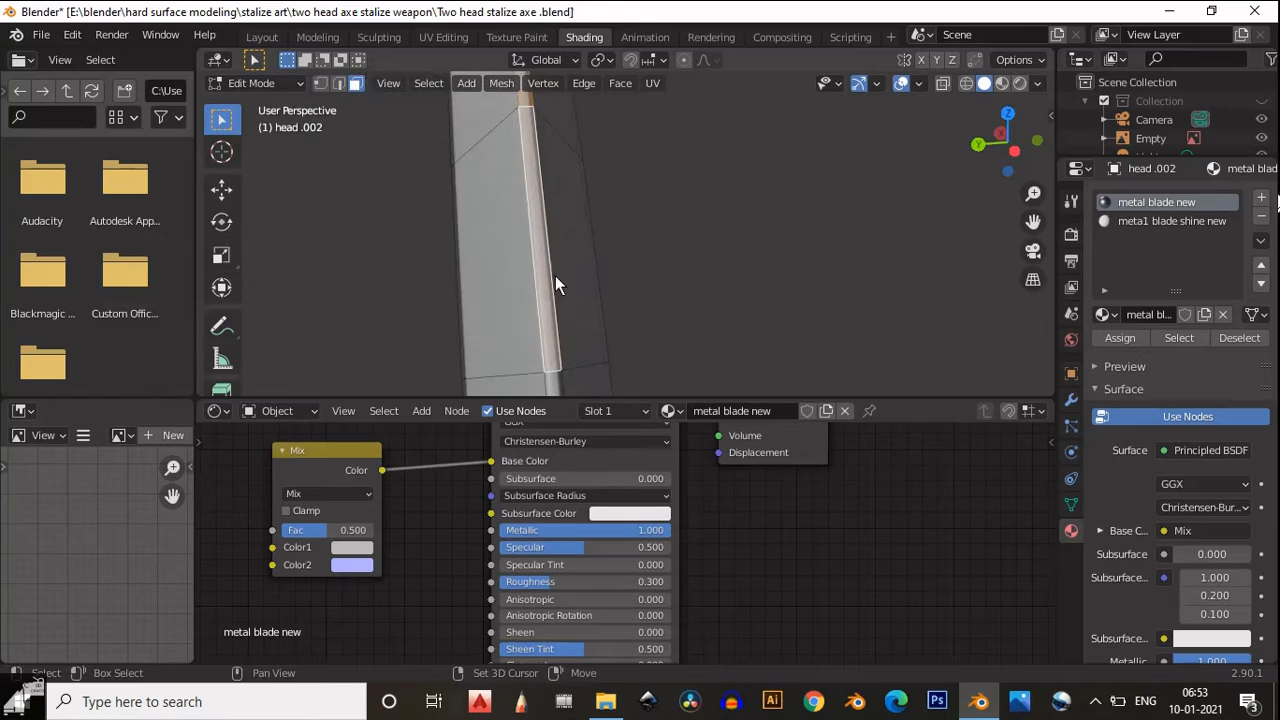 Blender* [E:\blender\hard surface modeling\stalize art\two head axe stalize weapon\Two head stalize axe .blend]
File Edit Render Window Help
Layout Modeling Sculpting UV Editing Texture Paint Shading Animation Rendering Compositing Scripting
Scene
View Layer
View Select
Global
X Y Z
Options
Edit Mode
View Select Add Mesh Vertex Edge Face UV
C:\Use
Scene Collection
Collection
Camera
Empty
User Perspective
(1) head .002
Audacity
Autodesk App...
Blackmagic ...
Custom Offic...
head .002
metal blad
metal blade new
meta1 blade shine new
metal bl...
Assign Select Deselect
Preview
Surface
Use Nodes
Surface
Principled BSDF
GGX
Christensen-Bur...
Base C...
Mix
Subsurface
0.000
Subsurface...
1.000
0.200
0.100
Subsurface...
Metallic
1.000
View
New
Object
View Select Add Node
Use Nodes
Slot 1
metal blade new
Mix
Color
Mix
Clamp
Fac 0.500
Color1
Color2
GGX
Christensen-Burley
Base Color
Subsurface 0.000
Subsurface Radius
Subsurface Color
Metallic 1.000
Specular 0.500
Specular Tint 0.000
Roughness 0.300
Anisotropic 0.000
Anisotropic Rotation 0.000
Sheen 0.000
Sheen Tint 0.500
Volume
Displacement
metal blade new
Select
Box Select
Pan View
Set 3D Cursor
Move
2.90.1
Type here to search
ENG
06:53
10-01-2021
3